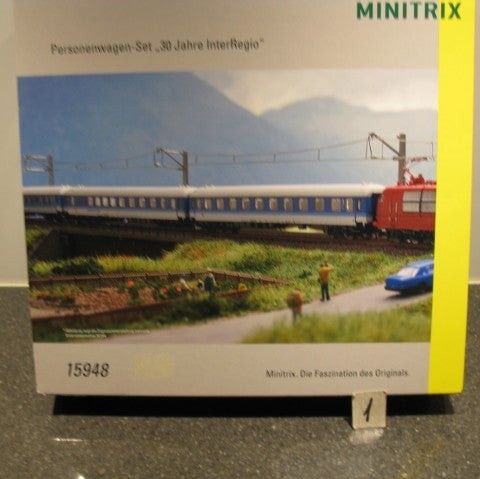 MINITRIX
Personenwagen-Set „30 Jahre InterRegio"
15948
Minitrix. Die Faszination des Originals.
1